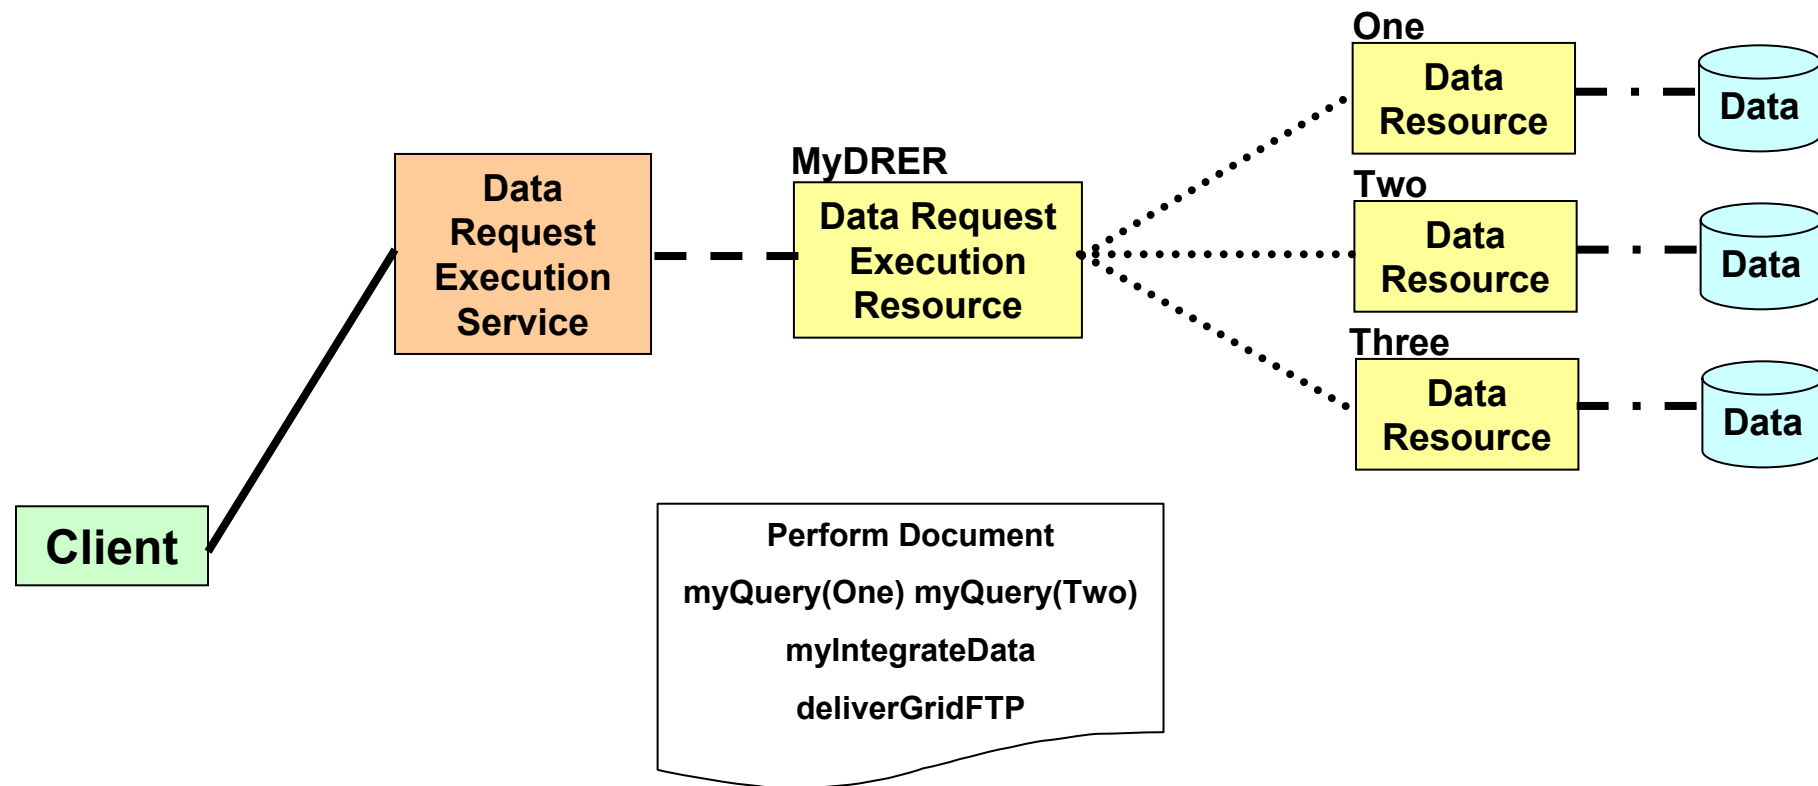 One
Data
Resource
Data
MyDRER
Data
Request
Execution
Service
Data Request
Execution
Resource
Two
Data
Resource
Data
Three
Data
Resource
Data
Client
Perform Document
myQuery(One) myQuery(Two)
myIntegrateData
deliverGridFTP